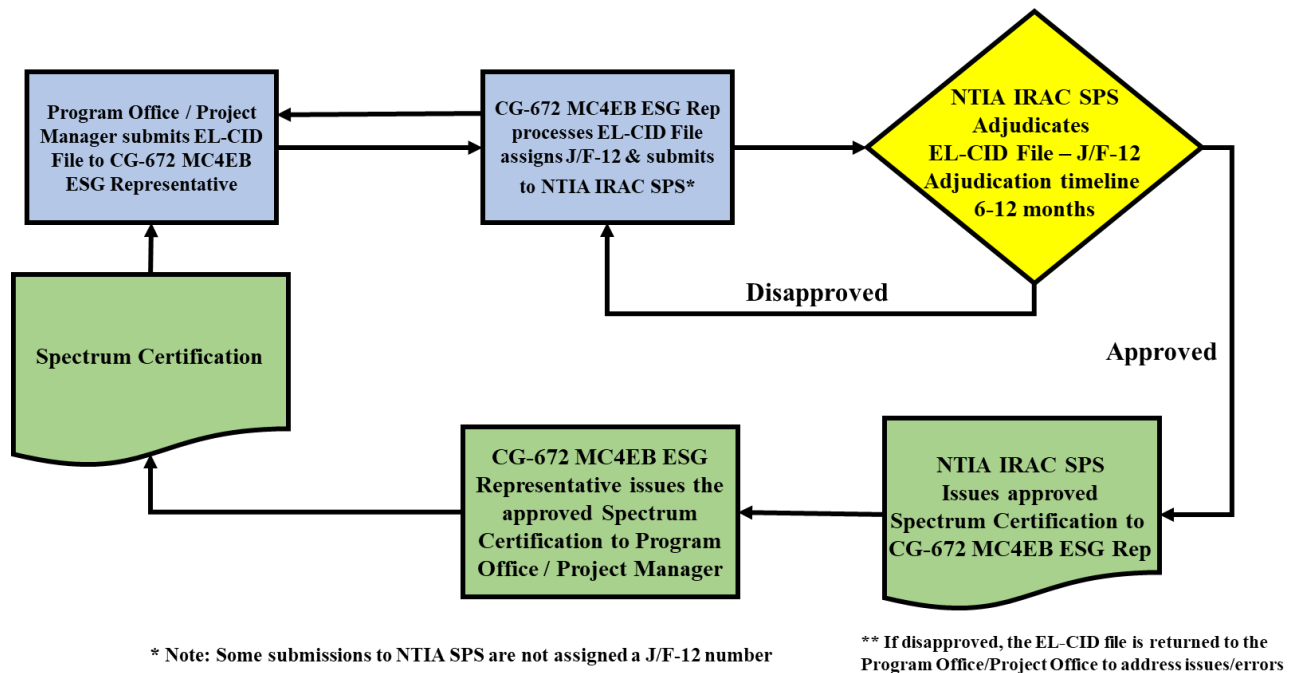 Program Office / Project
Manager submits EL-CID
File to CG-672 MC4EB
ESG Representative
CG-672 MC4EB ESG Rep
processes EL-CID File
assigns J/F-12 & submits
to NTIA IRAC SPS*
NTIA IRAC SPS
Adjudicates
EL-CID File – J/F-12
Adjudication timeline
6-12 months
Disapproved
Approved
Spectrum Certification
CG-672 MC4EB ESG
Representative issues the
approved Spectrum
Certification to Program
Office / Project Manager
NTIA IRAC SPS
Issues approved
Spectrum Certification to
CG-672 MC4EB ESG Rep
* Note: Some submissions to NTIA SPS are not assigned a J/F-12 number
** If disapproved, the EL-CID file is returned to the
Program Office/Project Office to address issues/errors